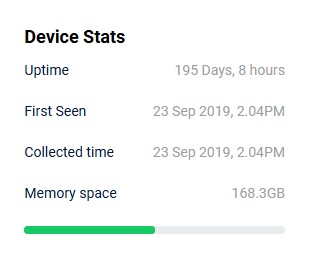 Device Stats
Uptime 195 Days, 8 hours
First Seen 23 Sep 2019, 2.04PM
Collected time 23 Sep 2019, 2.04PM
Memory space 168.3GB